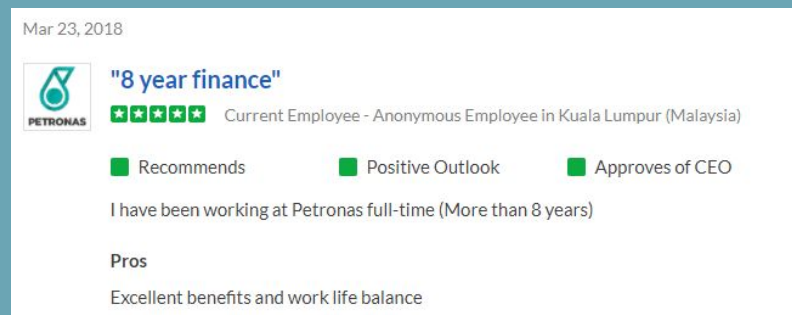 Mar 23, 2018
"8 year finance"
Current Employee - Anonymous Employee in Kuala Lumpur (Malaysia)
PETRONAS
Recommends Positive Outlook Approves of CEO
I have been working at Petronas full-time (More than 8 years)
Pros
Excellent benefits and work life balance